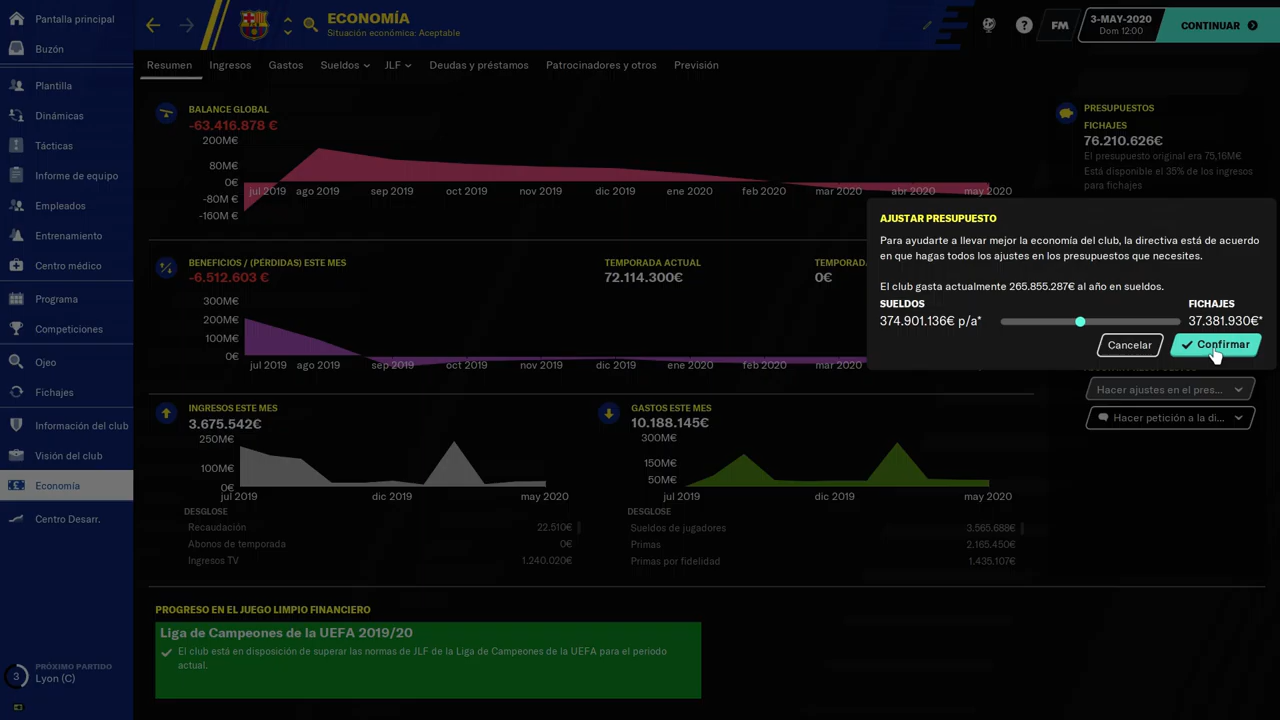 Pantalla principal
Buzón
Plantilla
Dinámicas
Tácticas
Informe de equipo
Empleados
Entrenamiento
Centro médico
Programa
Competiciones
Ojeo
Fichajes
Información del club
Visión del club
Economía
Centro Desarr.
3
PRÓXIMO PARTIDO
Lyon (C)
ECONOMÍA
Situación económica: Aceptable
?
FM
3-MAY-2020
Dom 12:00
CONTINUAR
Resumen
Ingresos
Gastos
Sueldos
JLF
Deudas y préstamos
Patrocinadores y otros
Previsión
BALANCE GLOBAL
-63.416.878 €
200M€
80M€
0€
-80M €
-160M €
jul 2019
ago 2019
sep 2019
oct 2019
nov 2019
dic 2019
ene 2020
feb 2020
mar 2020
abr 2020
may 2020
PRESUPUESTOS
FICHAJES
76.210.626€
El presupuesto original era 75,16M€
Está disponible el 35% de los ingresos
para fichajes
AJUSTAR PRESUPUESTO
Para ayudarte a llevar mejor la economía del club, la directiva está de acuerdo
en que hagas todos los ajustes en los presupuestos que necesites.
El club gasta actualmente 265.855.287€ al año en sueldos.
SUELDOS
374.901.136€ p/a*
FICHAJES
37.381.930€*
Cancelar
Confirmar
Hacer ajustes en el pres...
Hacer petición a la di...
BENEFICIOS / (PÉRDIDAS) ESTE MES
-6.512.603 €
TEMPORADA ACTUAL
72.114.300€
TEMPORAD
0€
300M€
200M€
100M€
0€
jul 2019
ago 2019
sep 2019
oct 2019
nov 2019
dic 2019
ene 2020
feb 2020
mar 2020
INGRESOS ESTE MES
3.675.542€
250M€
100M€
0€
jul 2019
dic 2019
may 2020
DESGLOSE
Recaudación
22.510€
Abonos de temporada
0€
Ingresos TV
1.240.020€
GASTOS ESTE MES
10.188.145€
300M€
150M€
50M€
jul 2019
dic 2019
may 2020
DESGLOSE
Sueldos de jugadores
3.565.688€
Primas
2.165.450€
Primas por fidelidad
1.435.107€
PROGRESO EN EL JUEGO LIMPIO FINANCIERO
Liga de Campeones de la UEFA 2019/20
El club está en disposición de superar las normas de JLF de la Liga de Campeones de la UEFA para el periodo
actual.